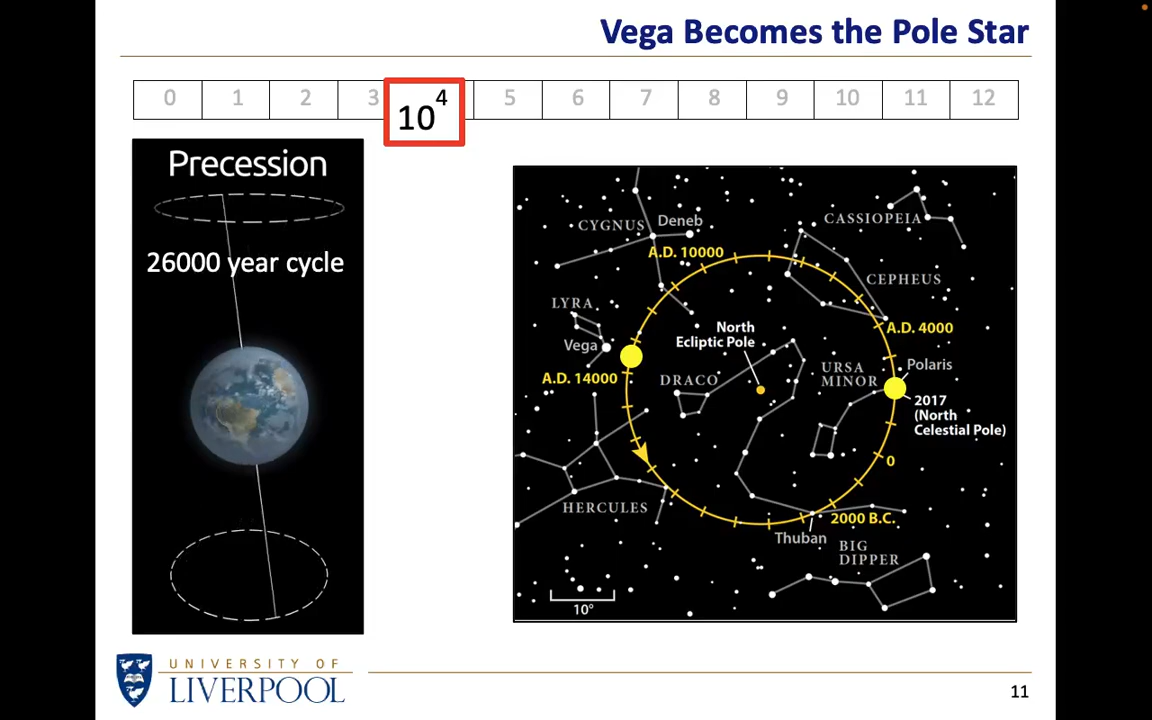 Vega Becomes the Pole Star
0 1 2 3 10^4 5 6 7 8 9 10 11 12
Precession
26000 year cycle
CASSIOPEIA
CYGNUS
Deneb
A.D. 10000
CEPHEUS
LYRA
A.D. 4000
North
Ecliptic Pole
Vega
Polaris
URSA
MINOR
A.D. 14000
DRACO
2017
(North
Celestial Pole)
0
HERCULES
2000 B.C.
Thuban
BIG
DIPPER
10°
UNIVERSITY OF
LIVERPOOL
11